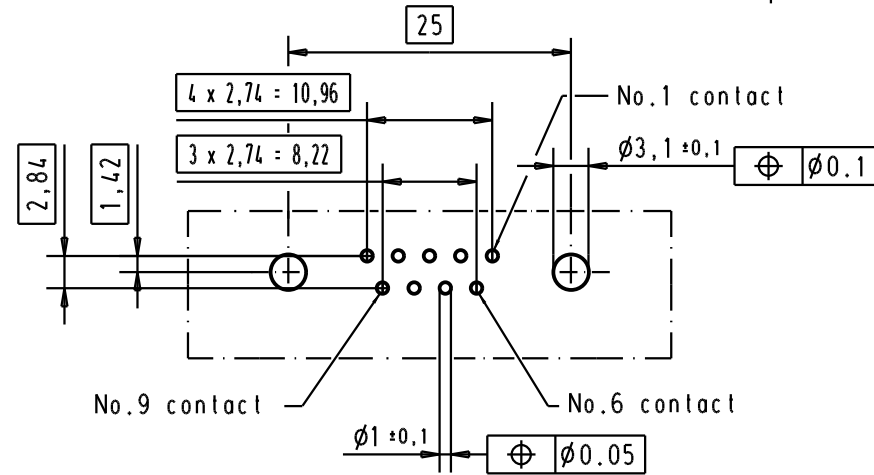 25
4 x 2,74 = 10,96
No.1 contact
3 x 2,74 = 8,22
Ø3,1 ±0,1
⌖ Ø0.1
2,84
1,42
No.9 contact
No.6 contact
Ø1 ±0,1
⌖ Ø0.05